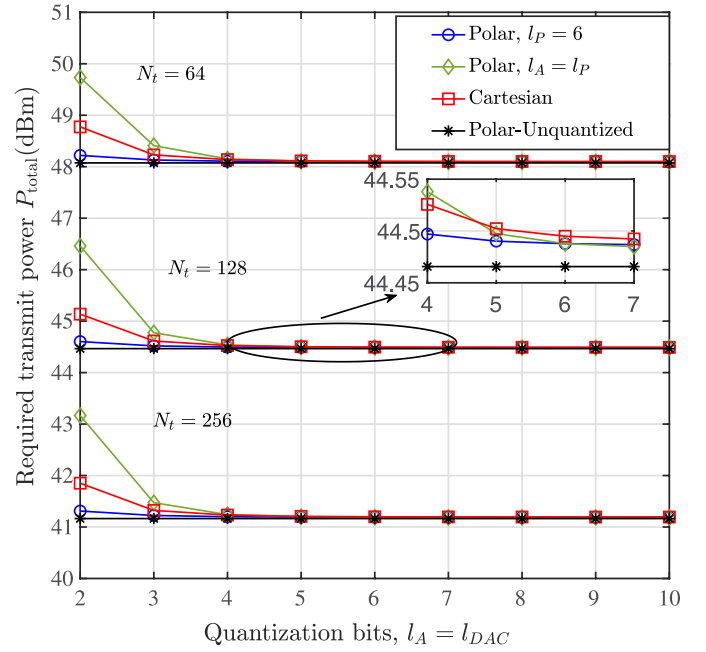 Required transmit power P_total(dBm)
51
50
49
48
47
46
45
44
43
42
41
40
N_t = 64
N_t = 128
N_t = 256
Polar, l_P = 6
Polar, l_A = l_P
Cartesian
Polar-Unquantized
44.55
44.5
44.45
4 5 6 7
2 3 4 5 6 7 8 9 10
Quantization bits, l_A = l_DAC